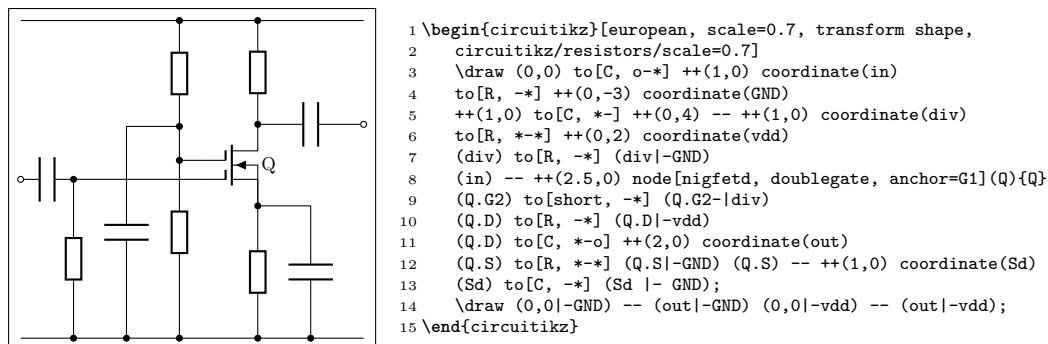 Q
1 \begin{circuitikz}[european, scale=0.7, transform shape,
2 circuitikz/resistors/scale=0.7]
3 \draw (0,0) to[C, o-*] ++(1,0) coordinate(in)
4 to[R, -*] ++(0,-3) coordinate(GND)
5 ++(1,0) to[C, *-] ++(0,4) -- ++(1,0) coordinate(div)
6 to[R, *-*] ++(0,2) coordinate(vdd)
7 (div) to[R, -*] (div|-GND)
8 (in) -- ++(2.5,0) node[nigfetd, doublegate, anchor=G1](Q){Q}
9 (Q.G2) to[short, -*] (Q.G2-|div)
10 (Q.D) to[R, -*] (Q.D|-vdd)
11 (Q.D) to[C, *-o] ++(2,0) coordinate(out)
12 (Q.S) to[R, *-*] (Q.S|-GND) (Q.S) -- ++(1,0) coordinate(Sd)
13 (Sd) to[C, -*] (Sd |- GND);
14 \draw (0,0|-GND) -- (out|-GND) (0,0|-vdd) -- (out|-vdd);
15 \end{circuitikz}